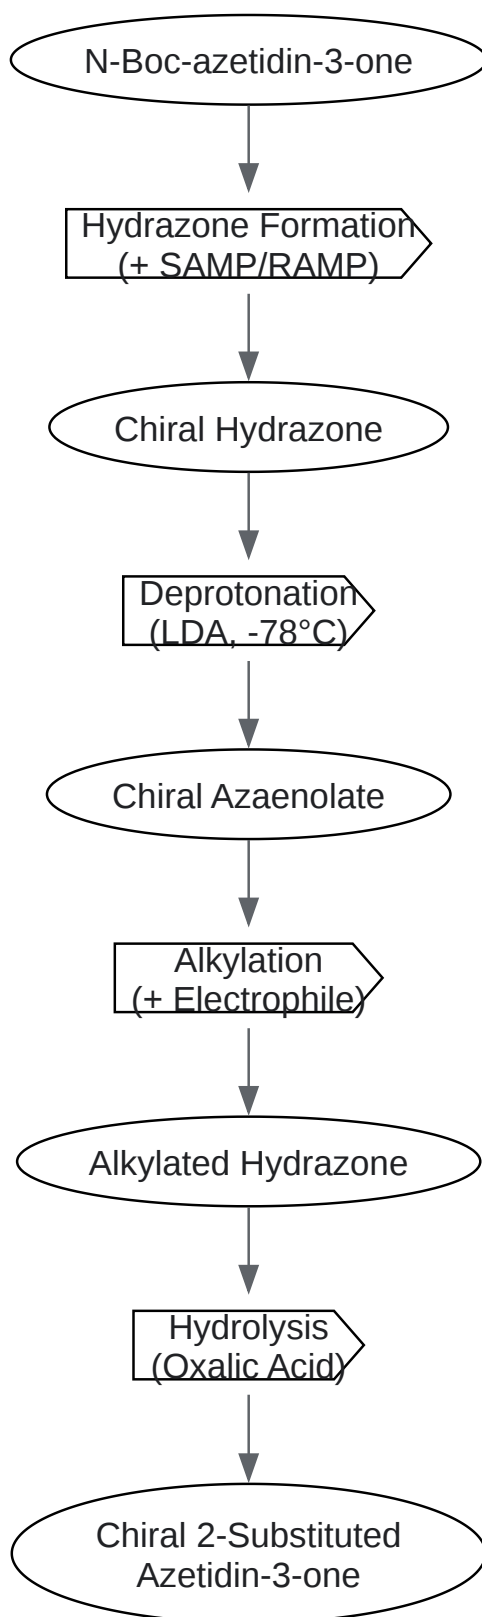 N-Boc-azetidin-3-one
Hydrazone Formation
(+ SAMP/RAMP)
Chiral Hydrazone
Deprotonation
(LDA, -78°C)
Chiral Azaenolate
Alkylation
(+ Electrophile)
Alkylated Hydrazone
Hydrolysis
(Oxalic Acid)
Chiral 2-Substituted
Azetidin-3-one